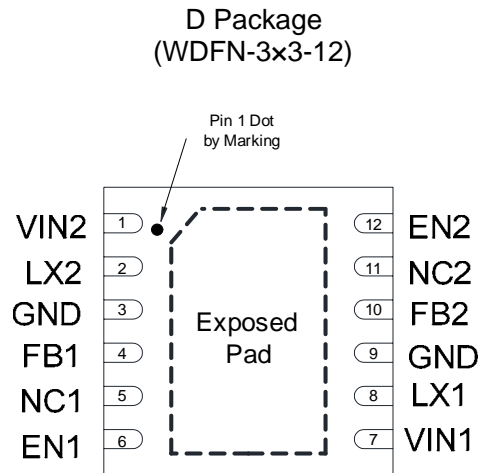 D Package
(WDFN-3×3-12)
Pin 1 Dot
by Marking
VIN2 1 12 EN2
LX2 2 11 NC2
GND 3 10 FB2
FB1 4 9 GND
NC1 5 8 LX1
EN1 6 7 VIN1
Exposed
Pad